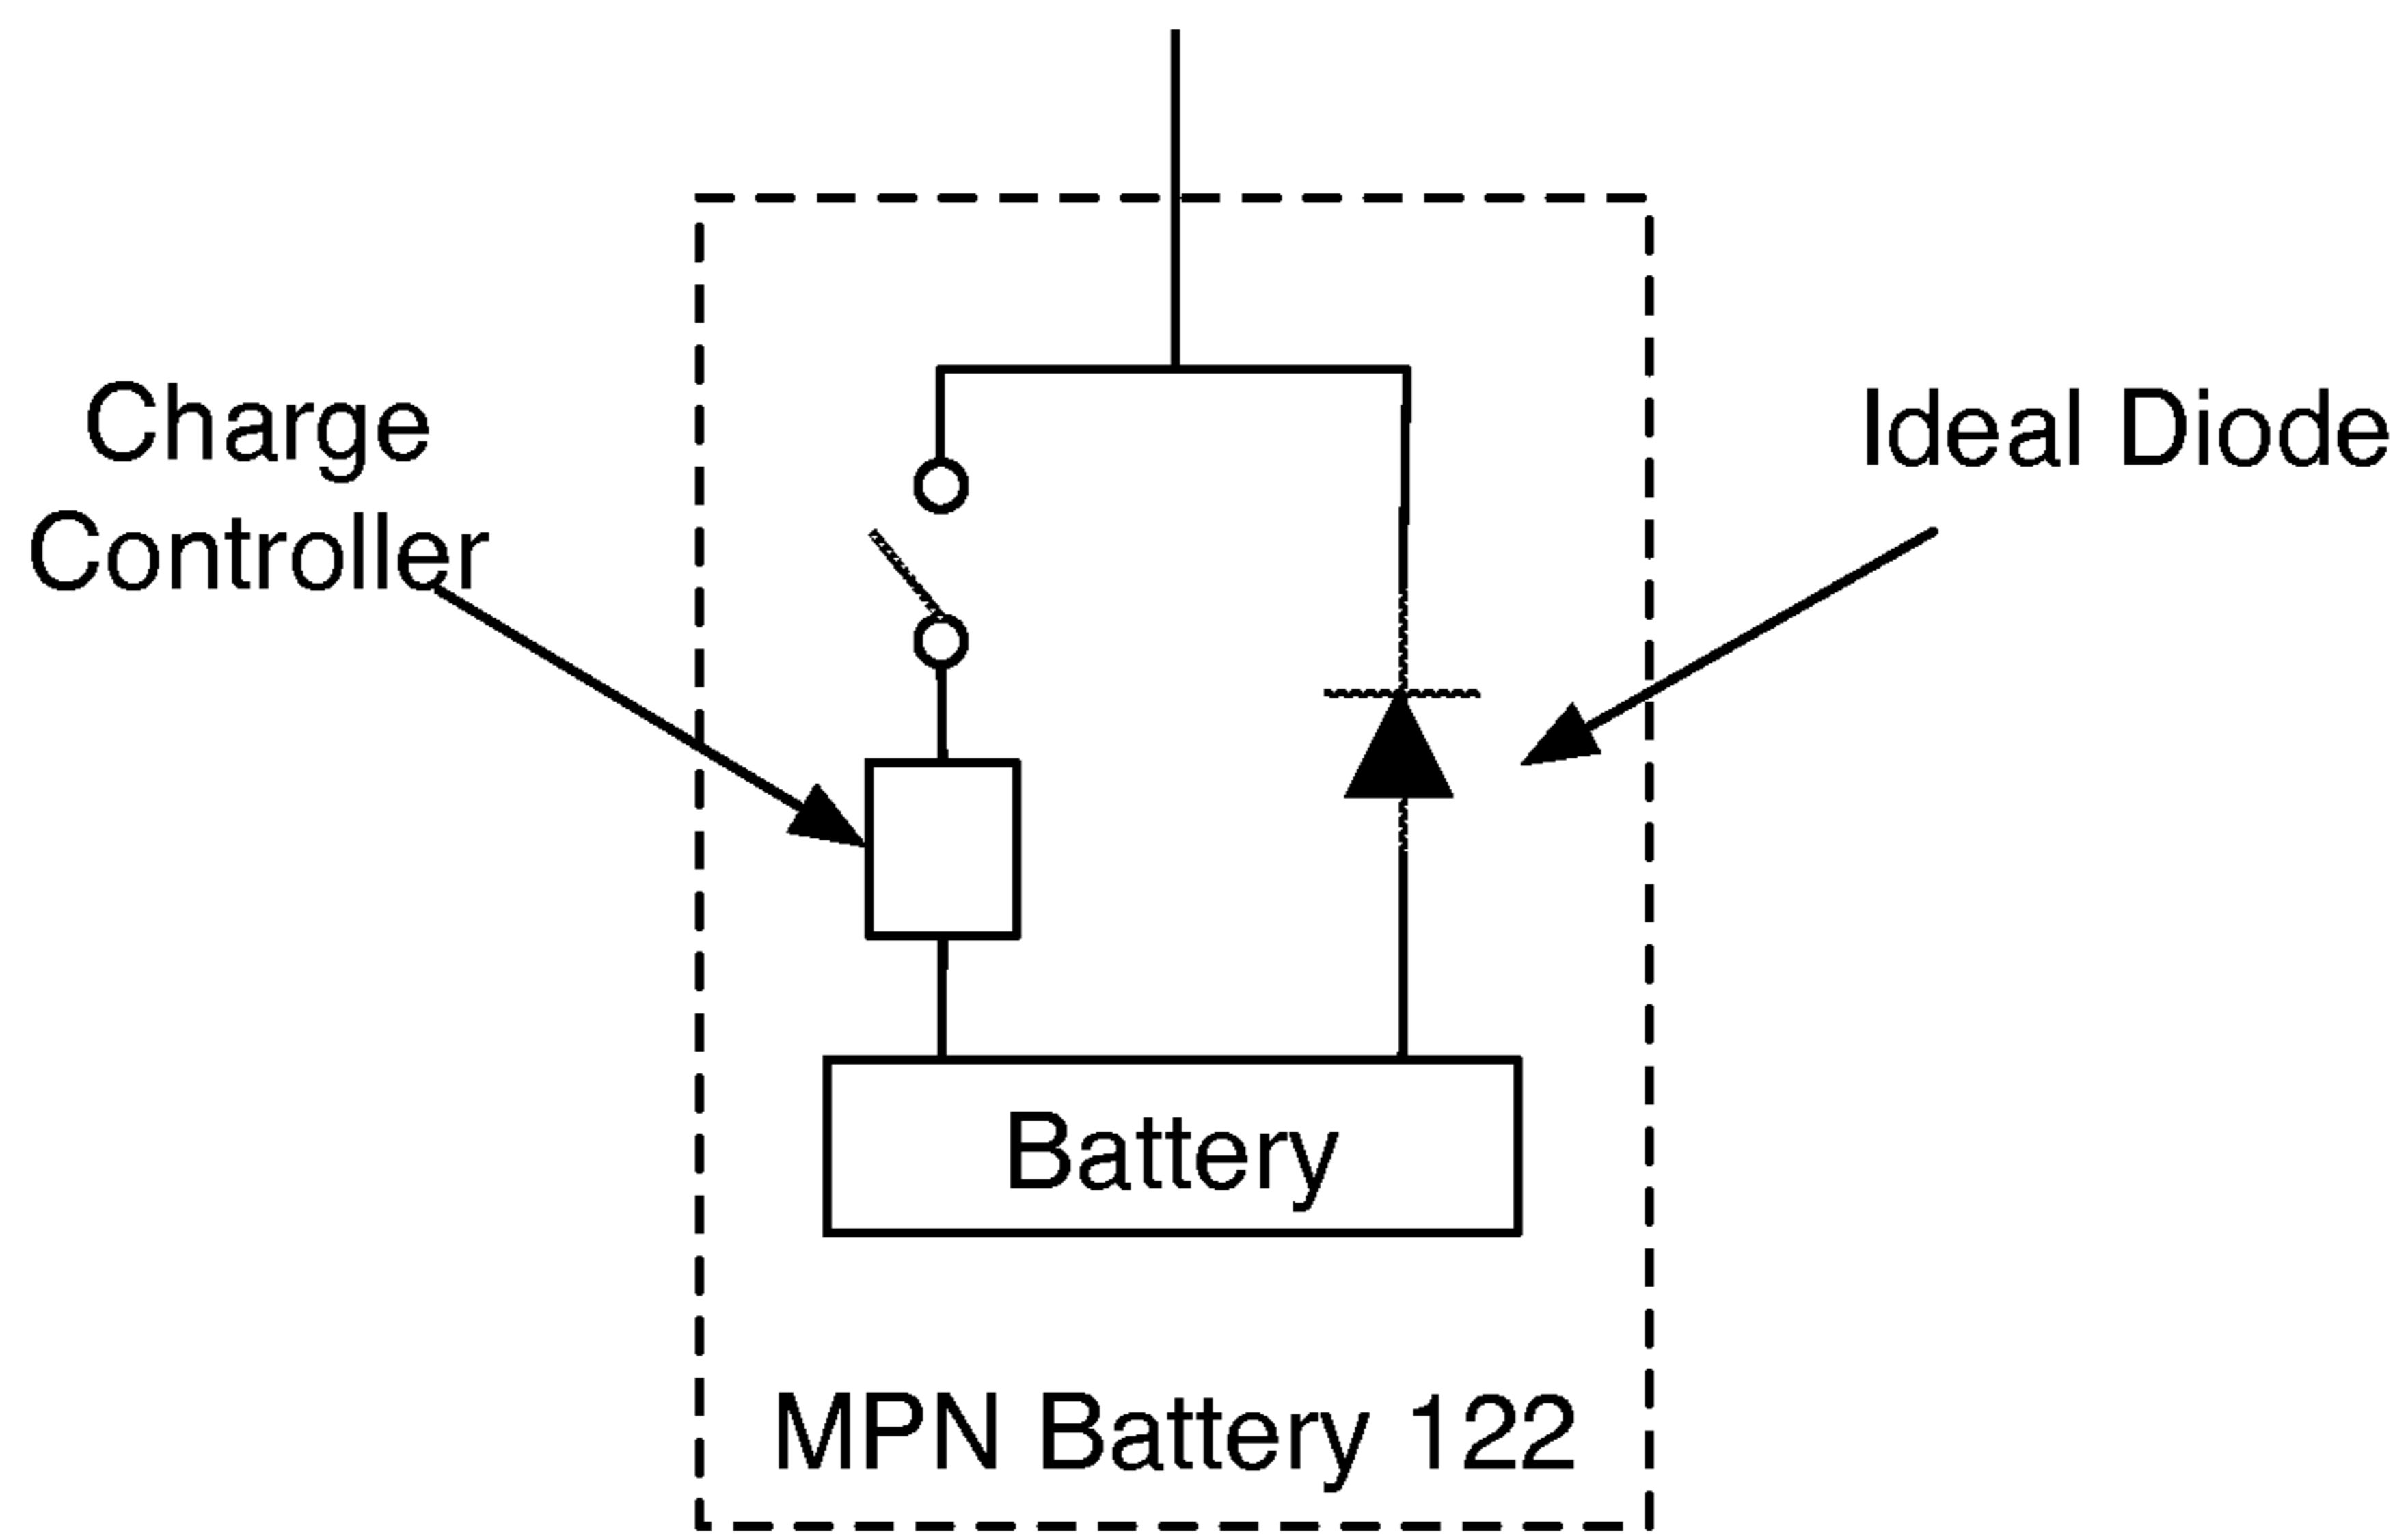 Charge
Controller
Ideal Diode
Battery
MPN Battery 122